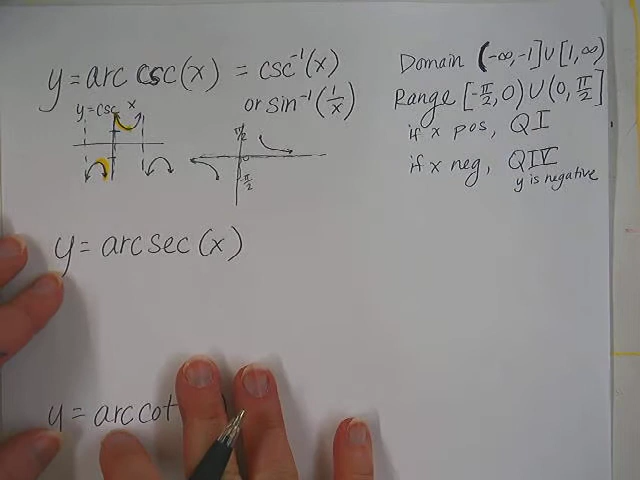 y = arc csc(x) = csc⁻¹(x)
or sin⁻¹(1/x)
y = csc x
π/2
-π/2
Domain (-∞, -1] ∪ [1, ∞)
Range [-π/2, 0) ∪ (0, π/2]
if x pos, QI
if x neg, QIV
y is negative
y = arcsec(x)
y = arccot